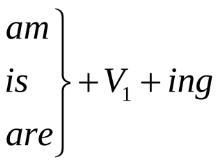 am
is
are
} + V₁ + ing